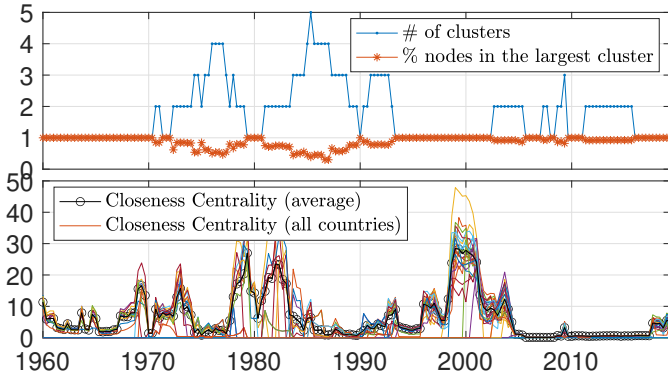 5
# of clusters
% nodes in the largest cluster
4
3
2
1
0
50
Closeness Centrality (average)
Closeness Centrality (all countries)
40
30
20
10
0
1960 1970 1980 1990 2000 2010